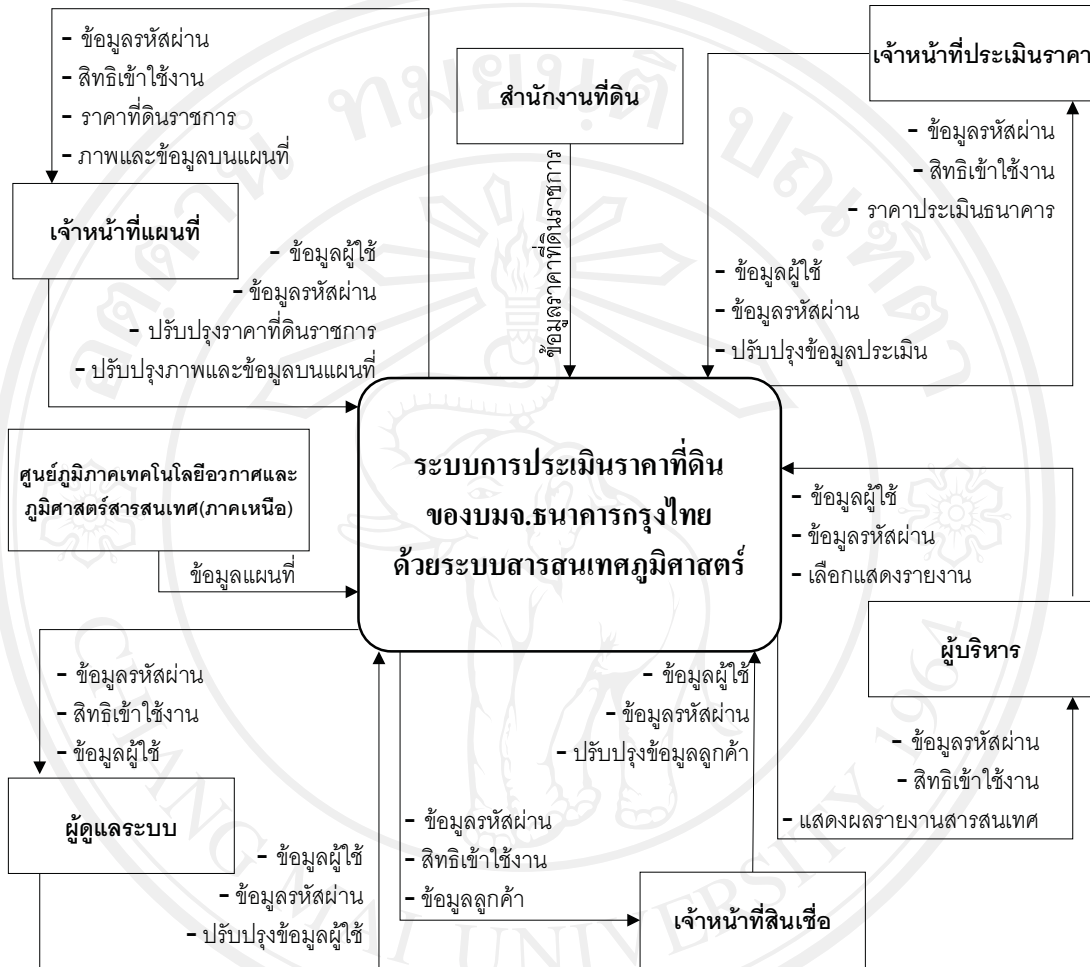 - ข้อมูลรหัสผ่าน
- สิทธิเข้าใช้งาน
- ราคาที่ดินราชการ
- ภาพและข้อมูลบนแผนที่
สำนักงานที่ดิน
เจ้าหน้าที่ประเมินราคา
- ข้อมูลรหัสผ่าน
- สิทธิเข้าใช้งาน
- ราคาประเมินธนาคาร
เจ้าหน้าที่แผนที่
ข้อมูลราคาที่ดินราชการ
- ข้อมูลผู้ใช้
- ข้อมูลรหัสผ่าน
- ปรับปรุงราคาที่ดินราชการ
- ปรับปรุงภาพและข้อมูลบนแผนที่
- ข้อมูลผู้ใช้
- ข้อมูลรหัสผ่าน
- ปรับปรุงข้อมูลประเมิน
ศูนย์ภูมิภาคเทคโนโลยีอวกาศและ
ภูมิศาสตร์สารสนเทศ(ภาคเหนือ)
ข้อมูลแผนที่
ระบบการประเมินราคาที่ดิน
ของบมจ.ธนาคารกรุงไทย
ด้วยระบบสารสนเทศภูมิศาสตร์
- ข้อมูลผู้ใช้
- ข้อมูลรหัสผ่าน
- เลือกแสดงรายงาน
ผู้บริหาร
- ข้อมูลรหัสผ่าน
- สิทธิเข้าใช้งาน
- แสดงผลรายงานสารสนเทศ
- ข้อมูลรหัสผ่าน
- สิทธิเข้าใช้งาน
- ข้อมูลผู้ใช้
ผู้ดูแลระบบ
- ข้อมูลผู้ใช้
- ข้อมูลรหัสผ่าน
- ปรับปรุงข้อมูลผู้ใช้
- ข้อมูลผู้ใช้
- ข้อมูลรหัสผ่าน
- ปรับปรุงข้อมูลลูกค้า
- ข้อมูลรหัสผ่าน
- สิทธิเข้าใช้งาน
- ข้อมูลลูกค้า
เจ้าหน้าที่สินเชื่อ
อตฺตานํ ทมยนฺติ ปณฺฑิตา
CHIANG MAI UNIVERSITY 1964